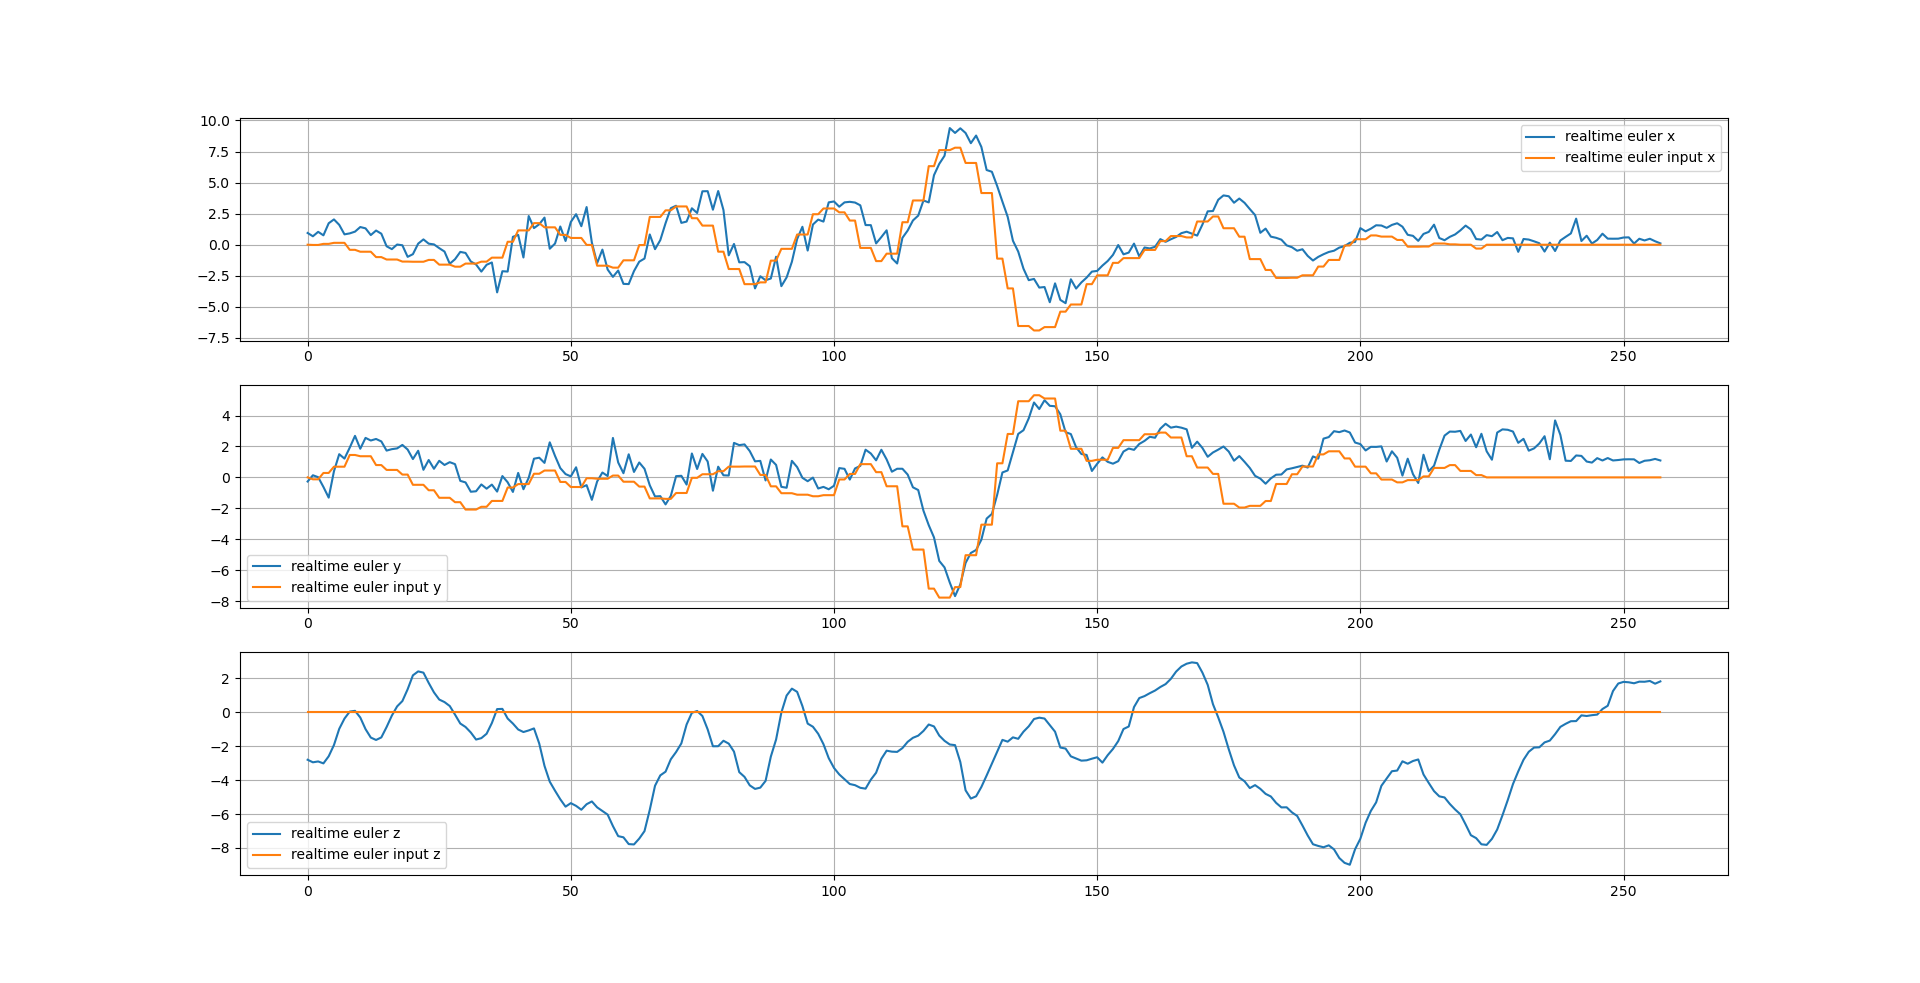 10.0
7.5
5.0
2.5
0.0
−2.5
−5.0
−7.5
realtime euler x
realtime euler input x
0 50 100 150 200 250
4
2
0
−2
−4
−6
−8
realtime euler y
realtime euler input y
0 50 100 150 200 250
2
0
−2
−4
−6
−8
realtime euler z
realtime euler input z
0 50 100 150 200 250